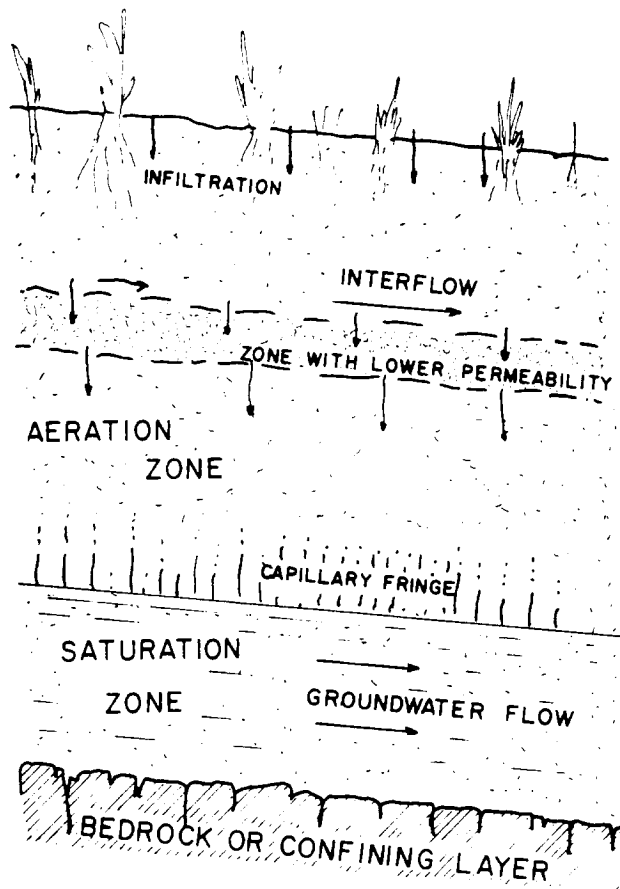 INFILTRATION
INTERFLOW
ZONE WITH LOWER PERMEABILITY
AERATION
ZONE
CAPILLARY FRINGE
SATURATION
ZONE
GROUNDWATER FLOW
BEDROCK OR CONFINING LAYER